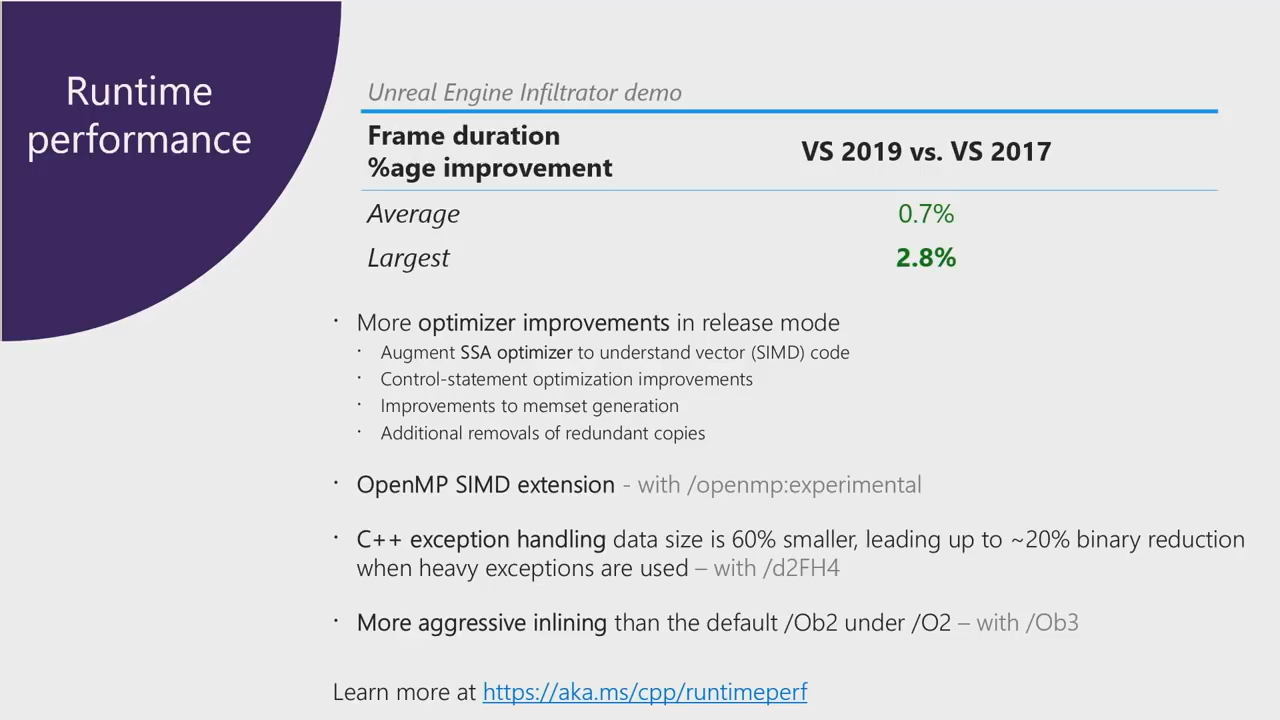 Runtime
performance
Unreal Engine Infiltrator demo
Frame duration
%age improvement
VS 2019 vs. VS 2017
Average 0.7%
Largest 2.8%
· More optimizer improvements in release mode
· Augment SSA optimizer to understand vector (SIMD) code
· Control-statement optimization improvements
· Improvements to memset generation
· Additional removals of redundant copies
· OpenMP SIMD extension - with /openmp:experimental
· C++ exception handling data size is 60% smaller, leading up to ~20% binary reduction
when heavy exceptions are used – with /d2FH4
· More aggressive inlining than the default /Ob2 under /O2 – with /Ob3
Learn more at https://aka.ms/cpp/runtimeperf